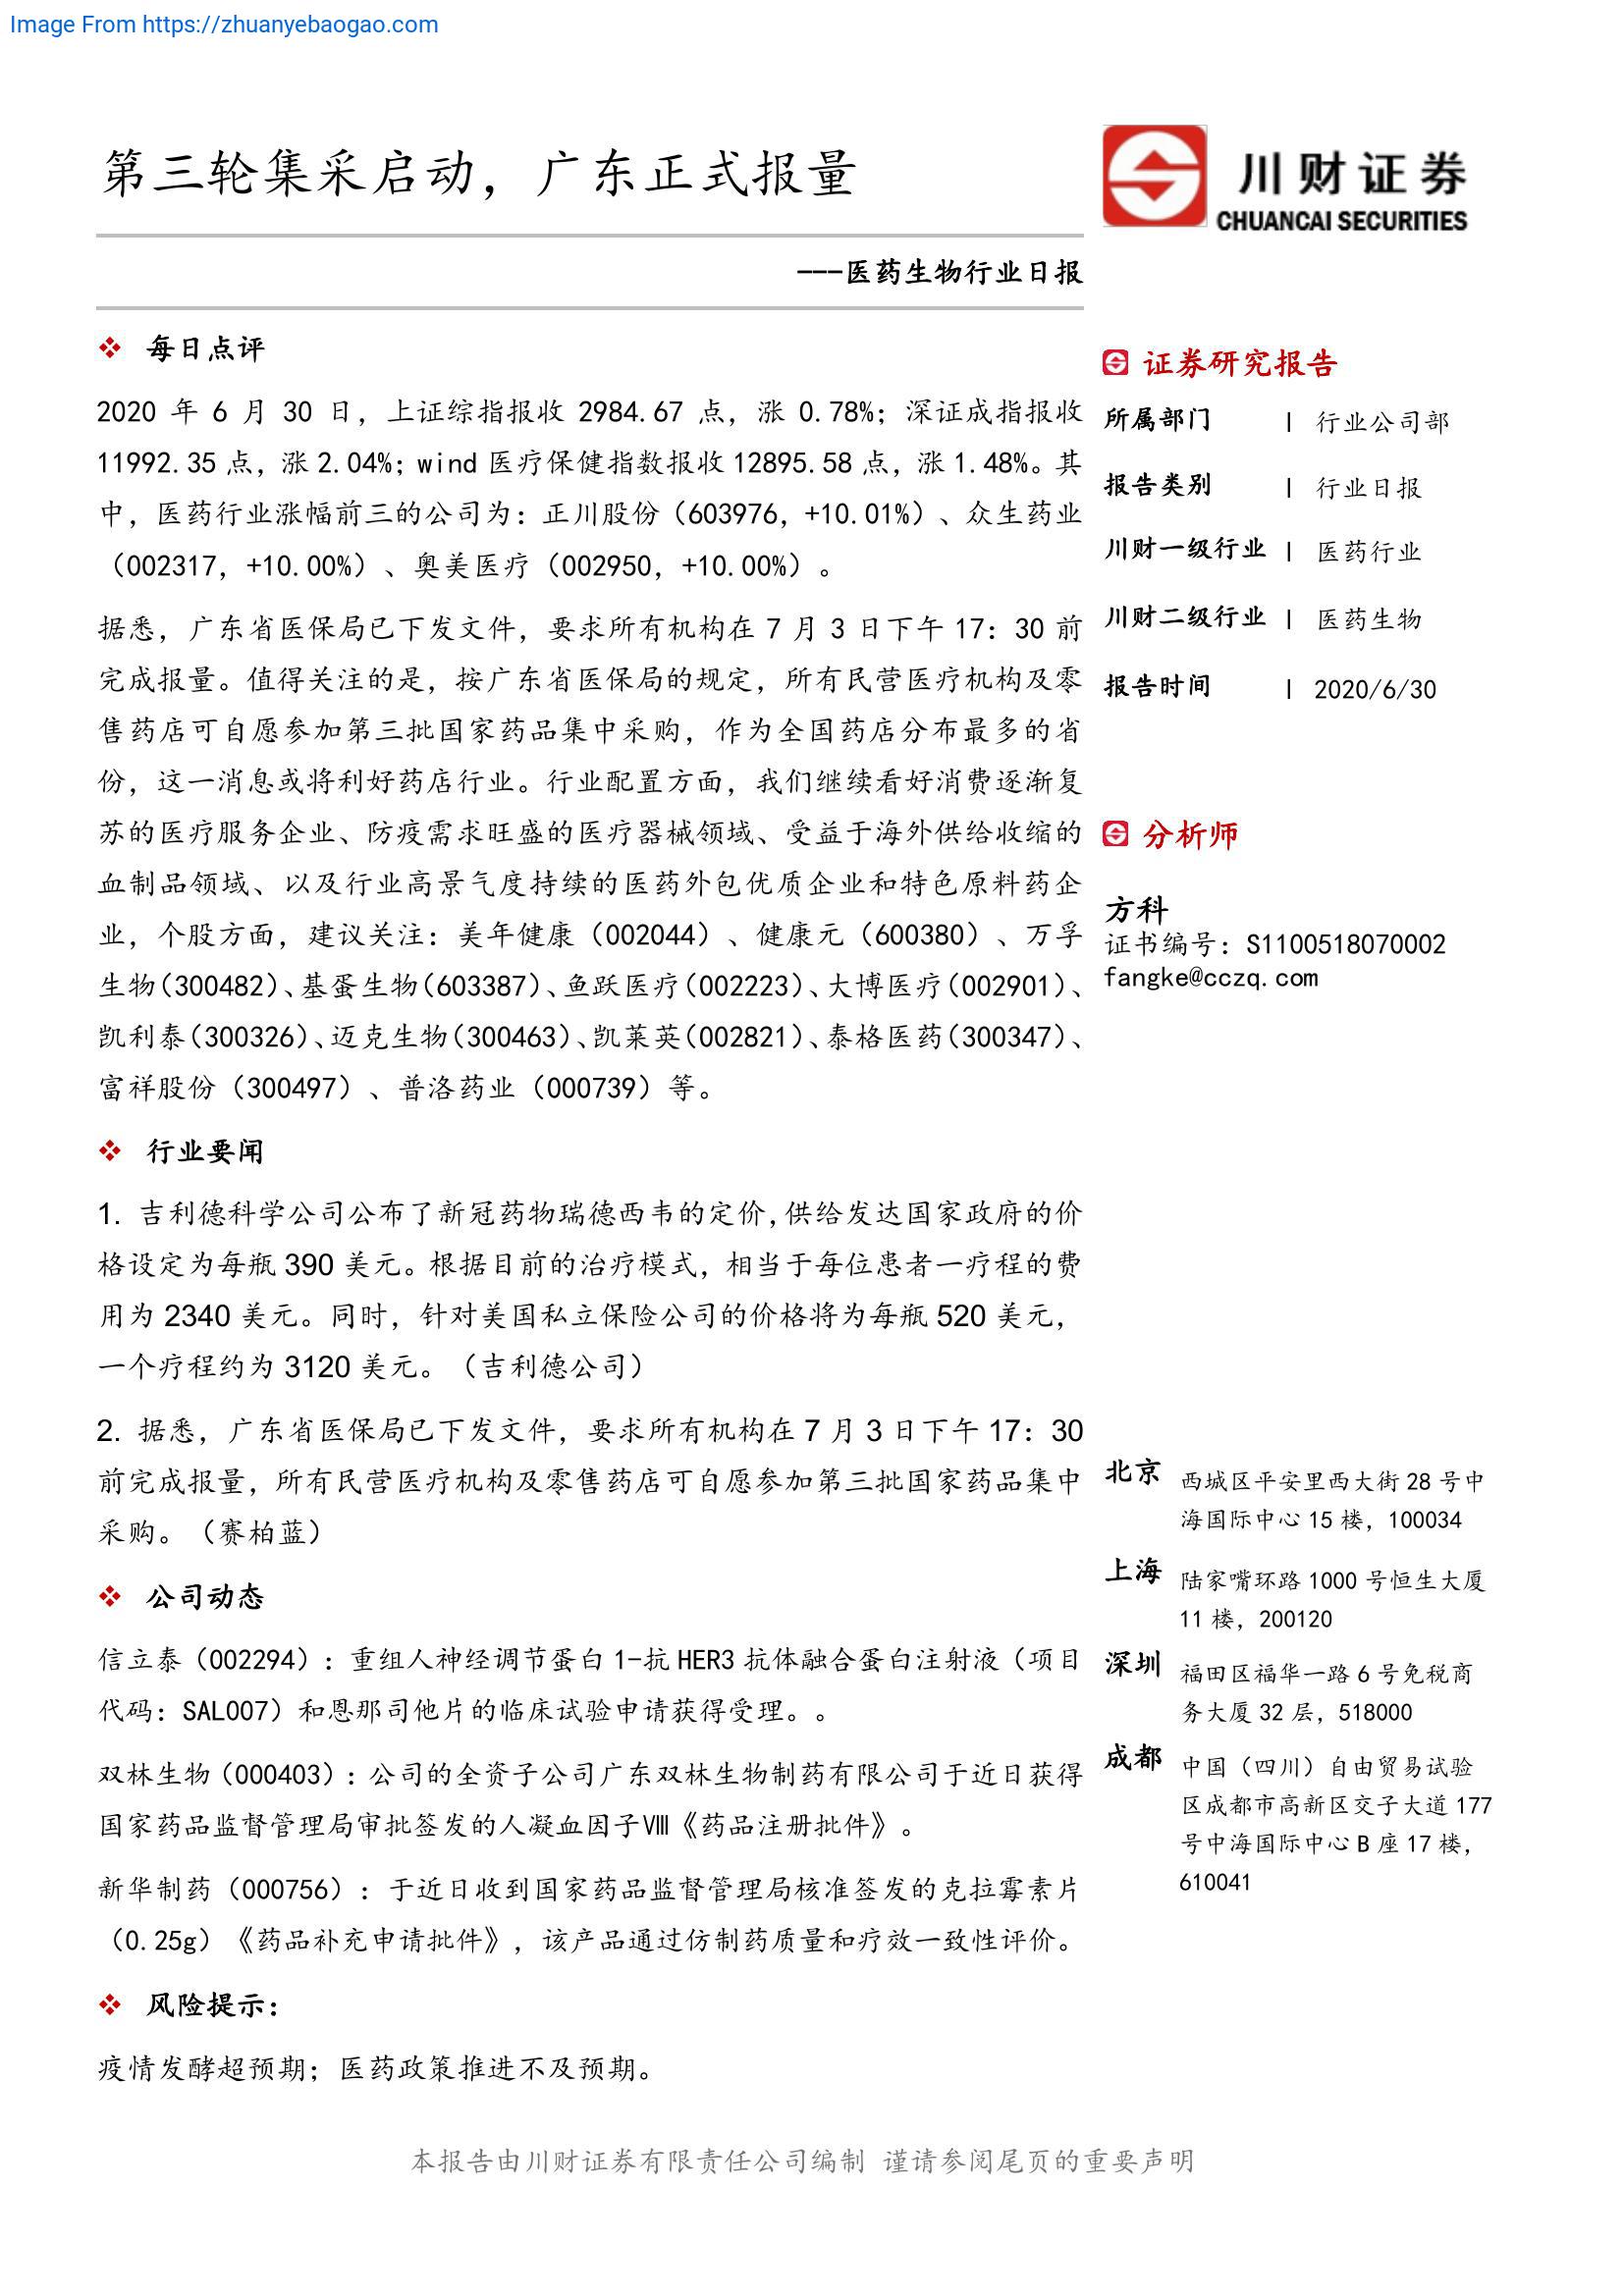 Image From https://zhuanyebaogao.com
第三轮集采启动，广东正式报量
川财证券
CHUANCAI SECURITIES
---医药生物行业日报
❖ 每日点评
2020 年 6 月 30 日，上证综指报收 2984.67 点，涨 0.78%；深证成指报收
11992.35 点，涨 2.04%；wind 医疗保健指数报收 12895.58 点，涨 1.48%。其
中，医药行业涨幅前三的公司为：正川股份（603976，+10.01%）、众生药业
（002317，+10.00%）、奥美医疗（002950，+10.00%）。
据悉，广东省医保局已下发文件，要求所有机构在 7 月 3 日下午 17：30 前
完成报量。值得关注的是，按广东省医保局的规定，所有民营医疗机构及零
售药店可自愿参加第三批国家药品集中采购，作为全国药店分布最多的省
份，这一消息或将利好药店行业。行业配置方面，我们继续看好消费逐渐复
苏的医疗服务企业、防疫需求旺盛的医疗器械领域、受益于海外供给收缩的
血制品领域、以及行业高景气度持续的医药外包优质企业和特色原料药企
业，个股方面，建议关注：美年健康（002044）、健康元（600380）、万孚
生物（300482）、基蛋生物（603387）、鱼跃医疗（002223）、大博医疗（002901）、
凯利泰（300326）、迈克生物（300463）、凯莱英（002821）、泰格医药（300347）、
富祥股份（300497）、普洛药业（000739）等。
❖ 行业要闻
1. 吉利德科学公司公布了新冠药物瑞德西韦的定价，供给发达国家政府的价
格设定为每瓶 390 美元。根据目前的治疗模式，相当于每位患者一疗程的费
用为 2340 美元。同时，针对美国私立保险公司的价格将为每瓶 520 美元，
一个疗程约为 3120 美元。（吉利德公司）
2. 据悉，广东省医保局已下发文件，要求所有机构在 7 月 3 日下午 17：30
前完成报量，所有民营医疗机构及零售药店可自愿参加第三批国家药品集中
采购。（赛柏蓝）
❖ 公司动态
信立泰（002294）：重组人神经调节蛋白 1-抗 HER3 抗体融合蛋白注射液（项目
代码：SAL007）和恩那司他片的临床试验申请获得受理。。
双林生物（000403）：公司的全资子公司广东双林生物制药有限公司于近日获得
国家药品监督管理局审批签发的人凝血因子Ⅷ《药品注册批件》。
新华制药（000756）：于近日收到国家药品监督管理局核准签发的克拉霉素片
（0.25g）《药品补充申请批件》，该产品通过仿制药质量和疗效一致性评价。
❖ 风险提示：
疫情发酵超预期；医药政策推进不及预期。
证券研究报告
所属部门 | 行业公司部
报告类别 | 行业日报
川财一级行业 | 医药行业
川财二级行业 | 医药生物
报告时间 | 2020/6/30
分析师
方科
证书编号：S1100518070002
fangke@cczq.com
北京 西城区平安里西大街 28 号中
海国际中心 15 楼，100034
上海 陆家嘴环路 1000 号恒生大厦
11 楼，200120
深圳 福田区福华一路 6 号免税商
务大厦 32 层，518000
成都 中国（四川）自由贸易试验
区成都市高新区交子大道 177
号中海国际中心 B 座 17 楼，
610041
本报告由川财证券有限责任公司编制 谨请参阅尾页的重要声明